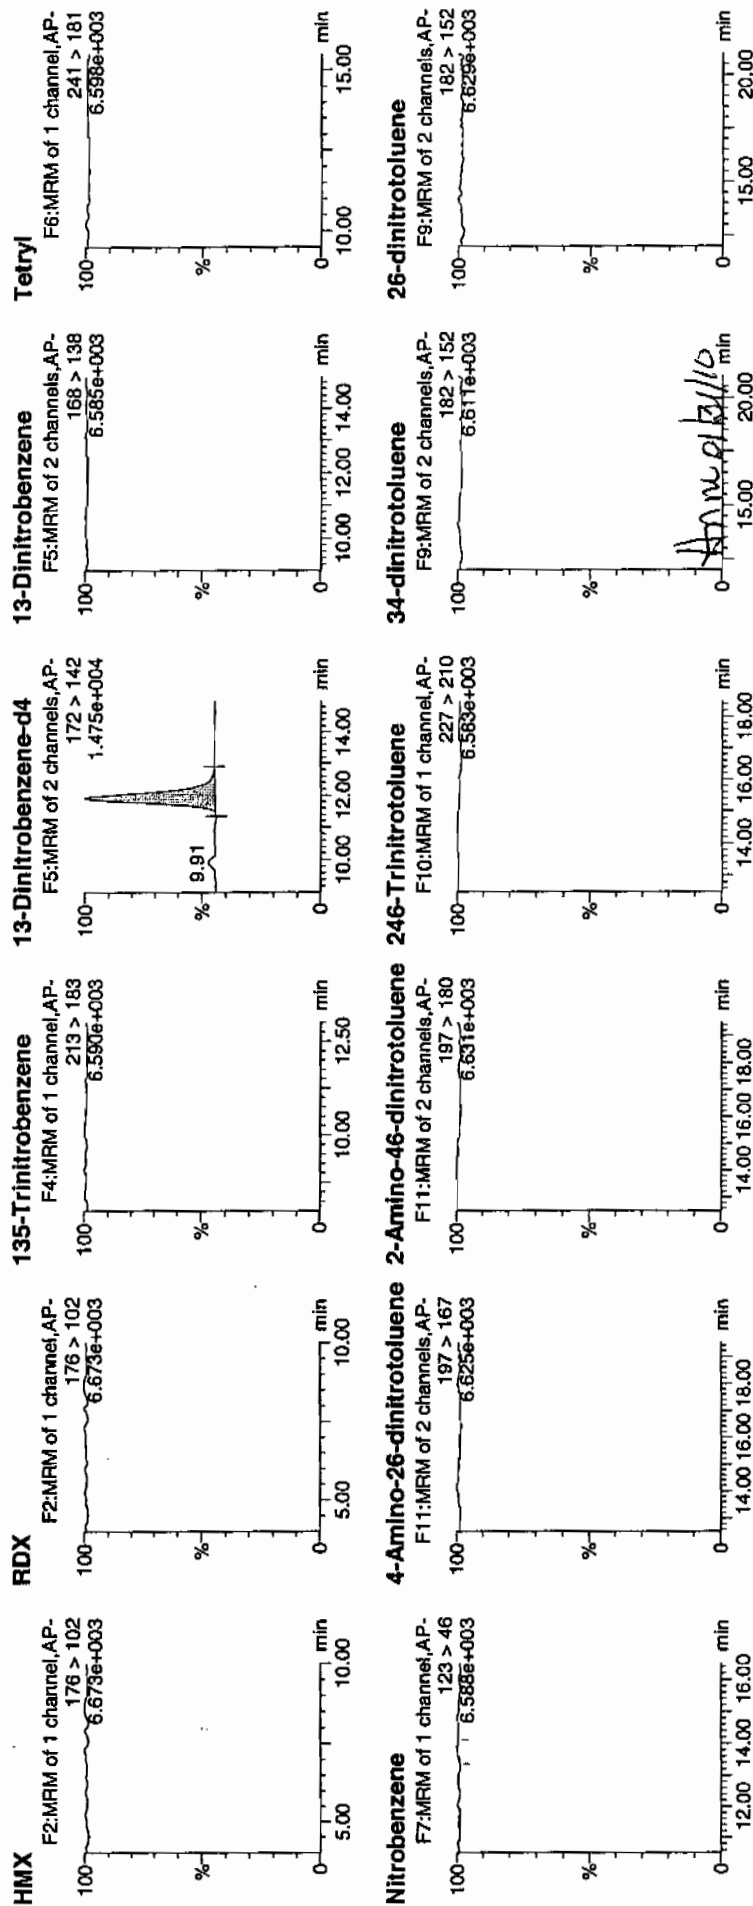 HMX
F2:MRM of 1 channel,AP-
176 > 102
6.673e+003
100
%
0
5.00
10.00
min
RDX
F2:MRM of 1 channel,AP-
176 > 102
6.673e+003
100
%
0
5.00
10.00
min
135-Trinitrobenzene
F4:MRM of 1 channel,AP-
213 > 183
6.590e+003
100
%
0
10.00
12.50
min
13-Dinitrobenzene-d4
F5:MRM of 2 channels,AP-
172 > 142
1.475e+004
100
%
9.91
0
10.00
12.00
14.00
min
13-Dinitrobenzene
F5:MRM of 2 channels,AP-
168 > 138
6.585e+003
100
%
0
10.00
12.00
14.00
min
Tetryl
F6:MRM of 1 channel,AP-
241 > 181
6.598e+003
100
%
0
10.00
15.00
min
Nitrobenzene
F7:MRM of 1 channel,AP-
123 > 46
6.588e+003
100
%
0
12.00
14.00
16.00
min
4-Amino-26-dinitrotoluene
F11:MRM of 2 channels,AP-
197 > 167
6.625e+003
100
%
0
14.00
16.00
18.00
min
2-Amino-46-dinitrotoluene
F11:MRM of 2 channels,AP-
197 > 180
6.631e+003
100
%
0
14.00
16.00
18.00
min
246-Trinitrotoluene
F10:MRM of 1 channel,AP-
227 > 210
6.583e+003
100
%
0
14.00
16.00
18.00
min
34-dinitrotoluene
F9:MRM of 2 channels,AP-
182 > 152
6.611e+003
100
%
0
15.00
20.00
min
26-dinitrotoluene
F9:MRM of 2 channels,AP-
182 > 152
6.629e+003
100
%
0
15.00
20.00
min